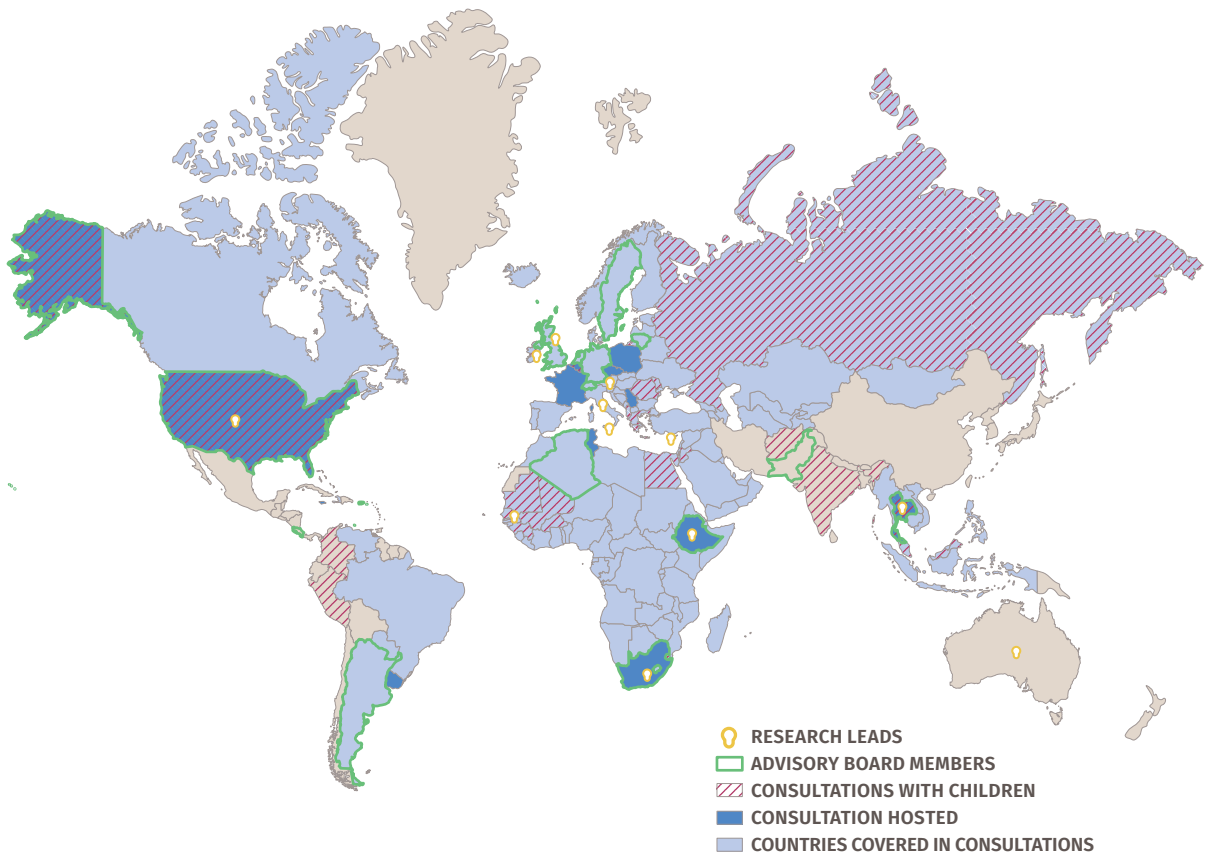 RESEARCH LEADS
ADVISORY BOARD MEMBERS
CONSULTATIONS WITH CHILDREN
CONSULTATION HOSTED
COUNTRIES COVERED IN CONSULTATIONS